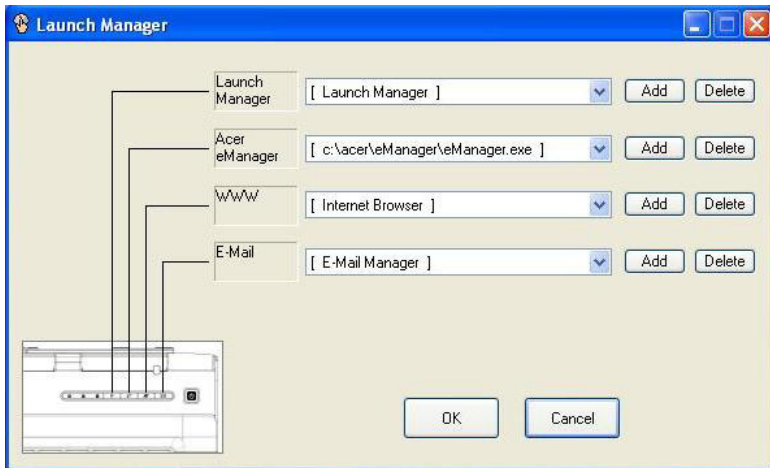 Launch Manager
Launch
Manager
[ Launch Manager ]
Add
Delete
Acer
eManager
[ c:\acer\eManager\eManager.exe ]
Add
Delete
WWW
[ Internet Browser ]
Add
Delete
E-Mail
[ E-Mail Manager ]
Add
Delete
OK
Cancel